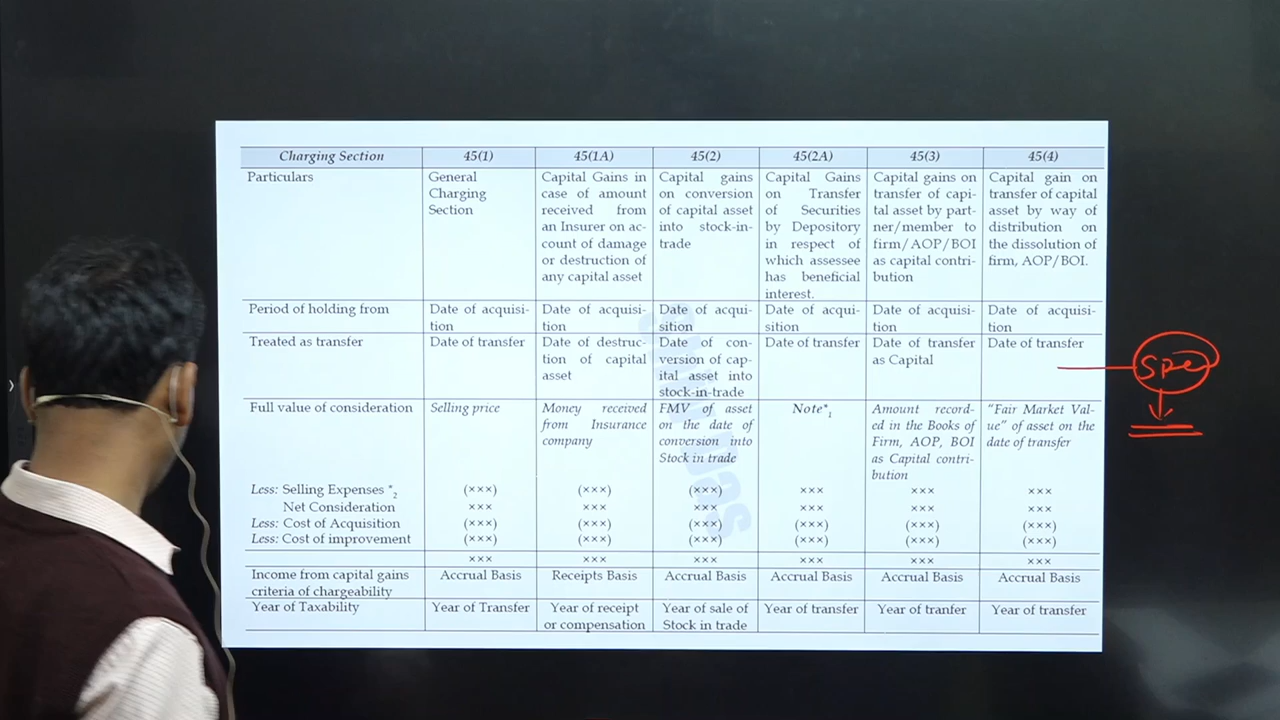 Charging Section 45(1) 45(1A) 45(2) 45(2A) 45(3) 45(4)
Particulars
General
Charging
Section
Capital Gains in
case of amount
received from
an Insurer on ac-
count of damage
or destruction of
any capital asset
Capital gains
on conversion
of capital asset
into stock-in-
trade
Capital Gains
on Transfer
of Securities
by Depository
in respect of
which assessee
has beneficial
interest.
Capital gains on
transfer of capi-
tal asset by part-
ner/member to
firm/AOP/BOI
as capital contri-
bution
Capital gain on
transfer of capital
asset by way of
distribution on
the dissolution of
firm, AOP/BOI.
Period of holding from
Date of acquisi-
tion
Date of acquisi-
tion
Date of acqui-
sition
Date of acqui-
sition
Date of acquisi-
tion
Date of acquisi-
tion
Treated as transfer
Date of transfer
Date of destruc-
tion of capital
asset
Date of con-
version of cap-
ital asset into
stock-in-trade
Date of transfer
Date of transfer
as Capital
Date of transfer
Full value of consideration
Selling price
Money received
from Insurance
company
FMV of asset
on the date of
conversion into
Stock in trade
Note*1
Amount record-
ed in the Books of
Firm, AOP, BOI
as Capital contri-
bution
"Fair Market Val-
ue" of asset on the
date of transfer
Less: Selling Expenses *2 (×××) (×××) (×××) ××× ××× ×××
Net Consideration ××× ××× ××× ××× ××× ×××
Less: Cost of Acquisition (×××) (×××) (×××) (×××) (×××) (×××)
Less: Cost of improvement (×××) (×××) (×××) (×××) (×××) (×××)
××× ××× ××× ××× ××× ×××
Income from capital gains
criteria of chargeability
Accrual Basis
Receipts Basis
Accrual Basis
Accrual Basis
Accrual Basis
Accrual Basis
Year of Taxability
Year of Transfer
Year of receipt
or compensation
Year of sale of
Stock in trade
Year of transfer
Year of tranfer
Year of transfer